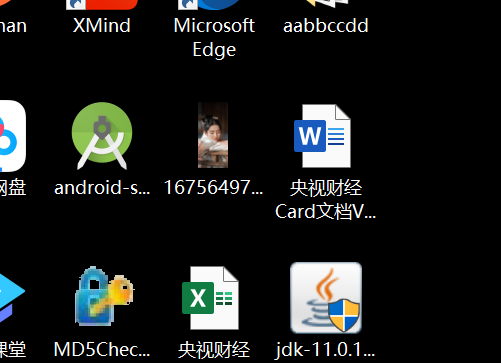 nan
XMind
Microsoft
Edge
aabbccdd
网盘
android-s...
16756497...
央视财经
Card文档V...
课堂
MD5Chec...
央视财经
jdk-11.0.1...